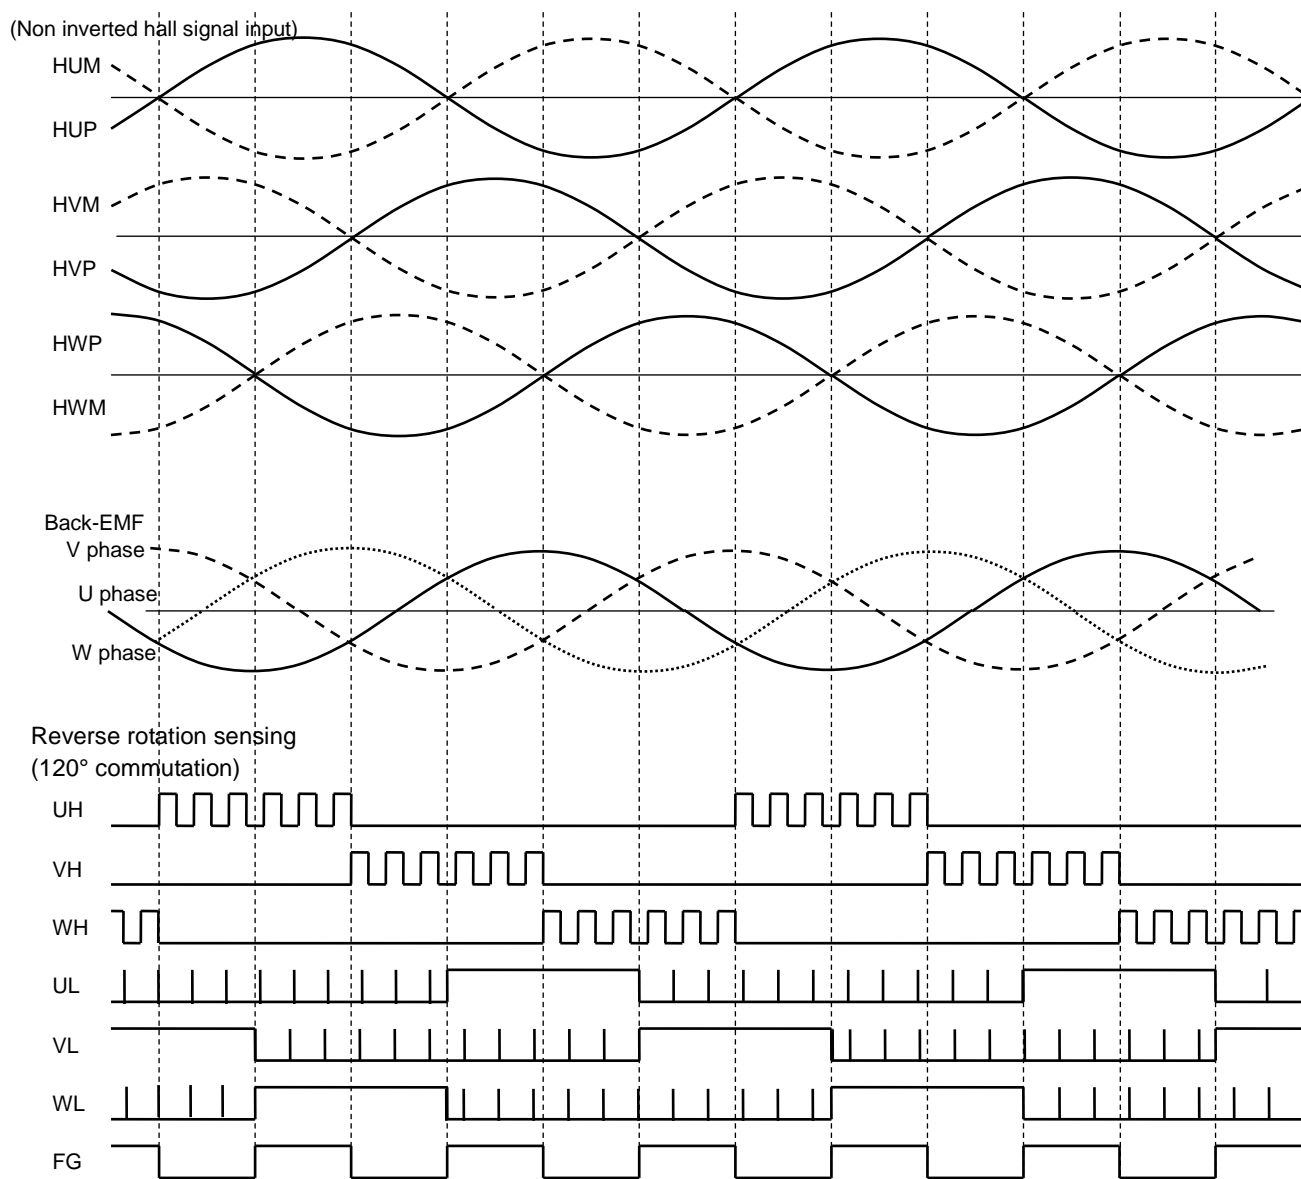 (Non inverted hall signal input)
HUM
HUP
HVM
HVP
HWP
HWM
Back-EMF
V phase
U phase
W phase
Reverse rotation sensing
(120° commutation)
UH
VH
WH
UL
VL
WL
FG